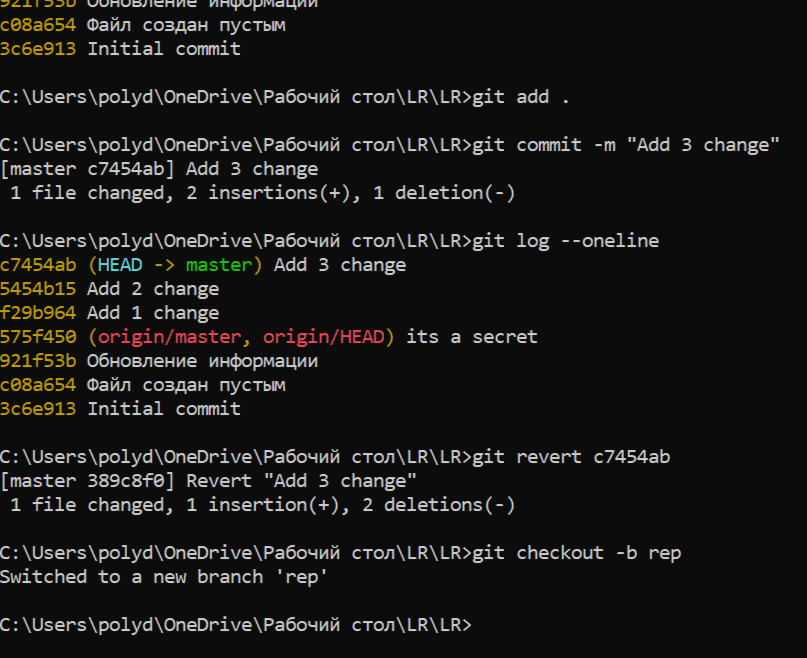 921f53b Обновление информации
c08a654 Файл создан пустым
3c6e913 Initial commit
C:\Users\polyd\OneDrive\Рабочий стол\LR\LR>git add .
C:\Users\polyd\OneDrive\Рабочий стол\LR\LR>git commit -m "Add 3 change"
[master c7454ab] Add 3 change
 1 file changed, 2 insertions(+), 1 deletion(-)
C:\Users\polyd\OneDrive\Рабочий стол\LR\LR>git log --oneline
c7454ab (HEAD -> master) Add 3 change
5454b15 Add 2 change
f29b964 Add 1 change
575f450 (origin/master, origin/HEAD) its a secret
921f53b Обновление информации
c08a654 Файл создан пустым
3c6e913 Initial commit
C:\Users\polyd\OneDrive\Рабочий стол\LR\LR>git revert c7454ab
[master 389c8f0] Revert "Add 3 change"
 1 file changed, 1 insertion(+), 2 deletions(-)
C:\Users\polyd\OneDrive\Рабочий стол\LR\LR>git checkout -b rep
Switched to a new branch 'rep'
C:\Users\polyd\OneDrive\Рабочий стол\LR\LR>